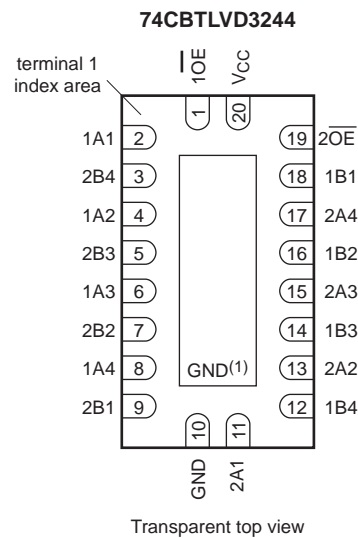 74CBTLVD3244
terminal 1
index area
1OE
VCC
1
20
1A1 2 19 2O̅E̅
2B4 3 18 1B1
1A2 4 17 2A4
2B3 5 16 1B2
1A3 6 15 2A3
2B2 7 14 1B3
1A4 8 13 2A2
2B1 9 12 1B4
GND(1)
10
11
GND
2A1
Transparent top view